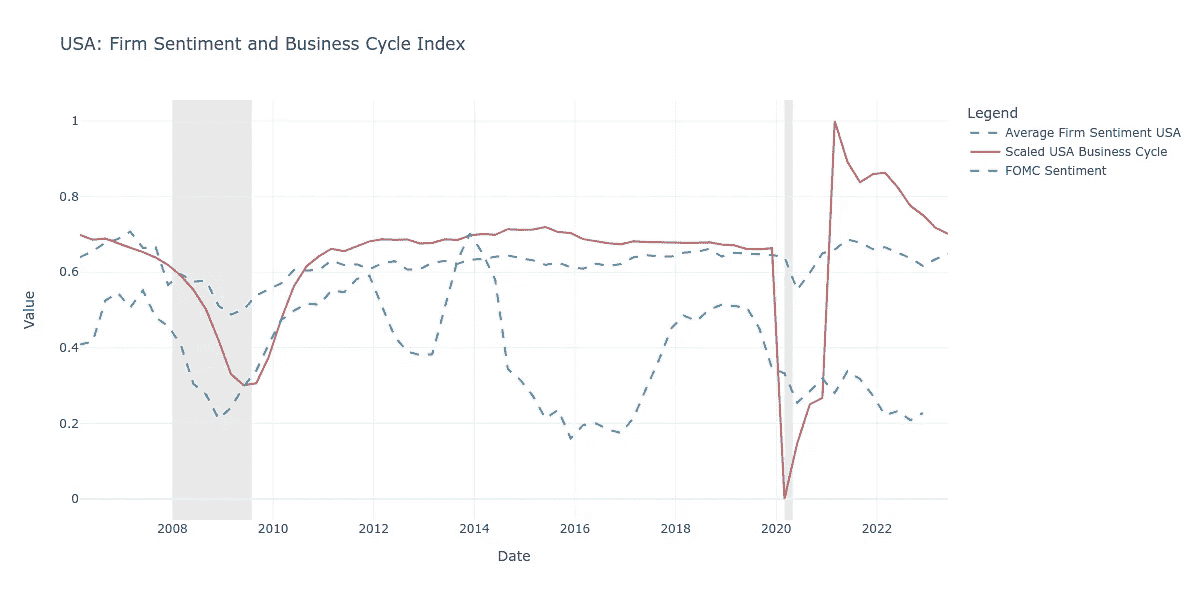 USA: Firm Sentiment and Business Cycle Index
Legend
Average Firm Sentiment USA
Scaled USA Business Cycle
FOMC Sentiment
1
0.8
0.6
0.4
0.2
0
Value
2008 2010 2012 2014 2016 2018 2020 2022
Date